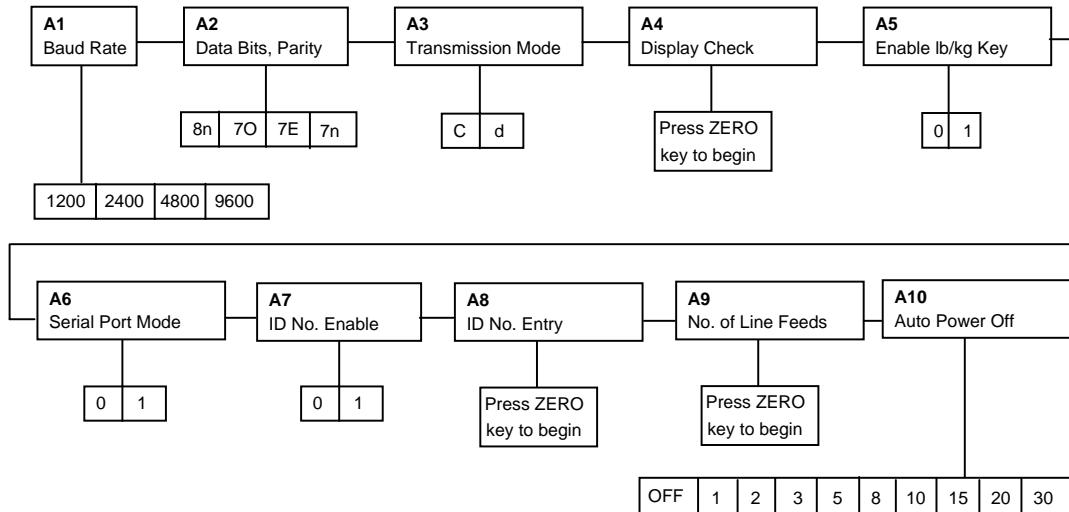 A1
Baud Rate
A2
Data Bits, Parity
A3
Transmission Mode
A4
Display Check
A5
Enable lb/kg Key
8n 7O 7E 7n
C d
Press ZERO
key to begin
0 1
1200 2400 4800 9600
A6
Serial Port Mode
A7
ID No. Enable
A8
ID No. Entry
A9
No. of Line Feeds
A10
Auto Power Off
0 1
0 1
Press ZERO
key to begin
Press ZERO
key to begin
OFF 1 2 3 5 8 10 15 20 30